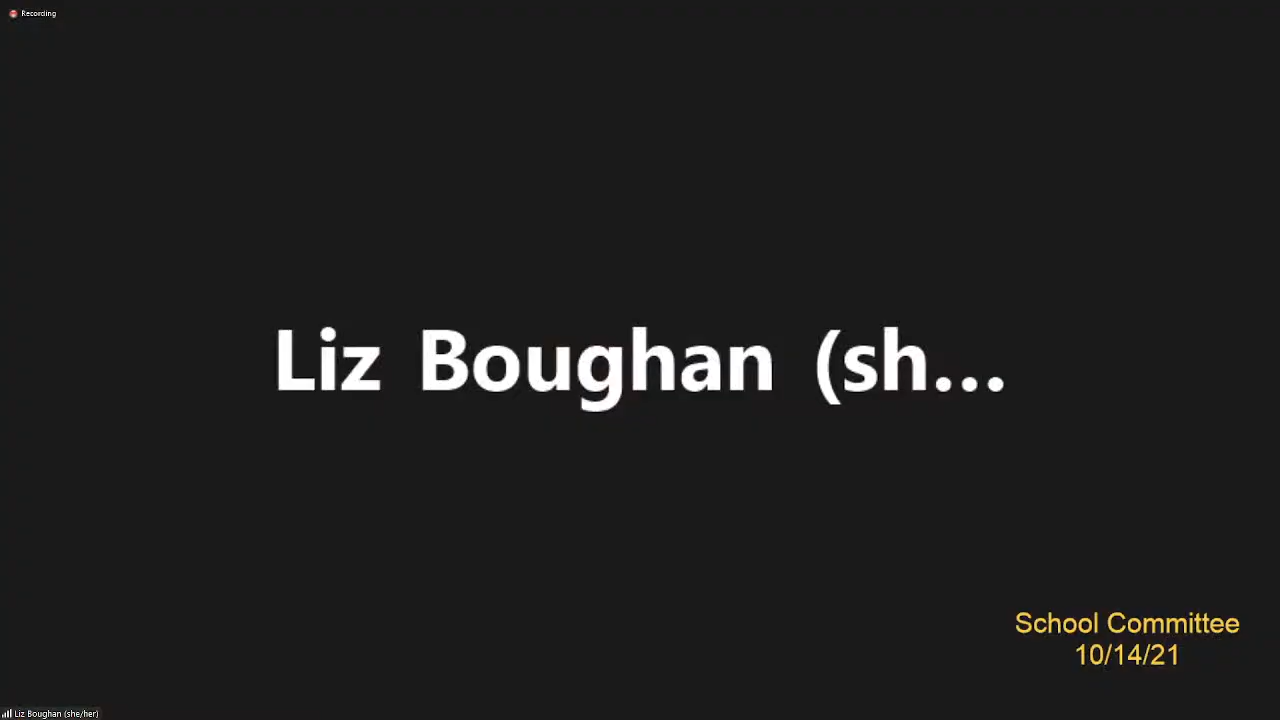 Recording
Liz Boughan (sh...
School Committee
10/14/21
Liz Boughan (she/her)